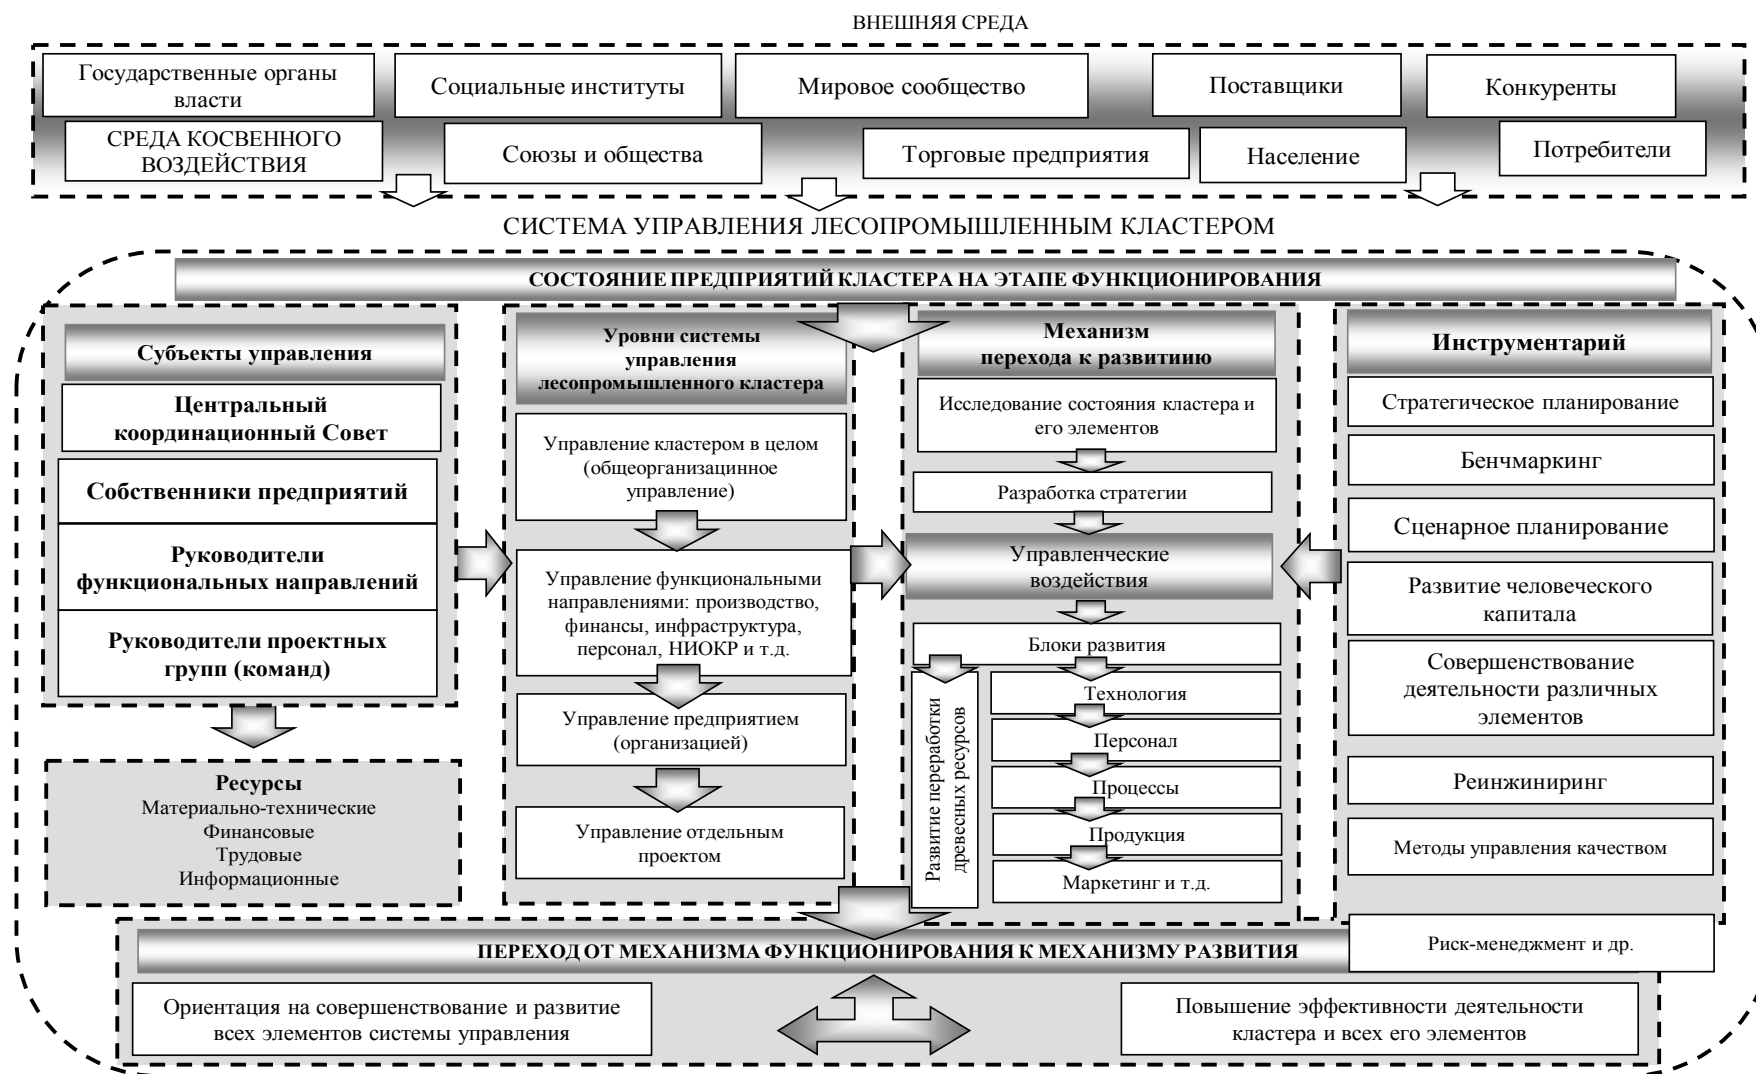 ВНЕШНЯЯ СРЕДА
Государственные органы
власти
Социальные институты
Мировое сообщество
Поставщики
Конкуренты
СРЕДА КОСВЕННОГО
ВОЗДЕЙСТВИЯ
Союзы и общества
Торговые предприятия
Население
Потребители
СИСТЕМА УПРАВЛЕНИЯ ЛЕСОПРОМЫШЛЕННЫМ КЛАСТЕРОМ
СОСТОЯНИЕ ПРЕДПРИЯТИЙ КЛАСТЕРА НА ЭТАПЕ ФУНКЦИОНИРОВАНИЯ
Субъекты управления
Центральный
координационный Совет
Собственники предприятий
Руководители
функциональных направлений
Руководители проектных
групп (команд)
Ресурсы
Материально-технические
Финансовые
Трудовые
Информационные
Уровни системы
управления
лесопромышленного кластера
Управление кластером в целом
(общеорганизацинное
управление)
Управление функциональными
направлениями: производство,
финансы, инфраструктура,
персонал, НИОКР и т.д.
Управление предприятием
(организацией)
Управление отдельным
проектом
Механизм
перехода к развитиию
Исследование состояния кластера и
его элементов
Разработка стратегии
Управленческие
воздействия
Блоки развития
Развитие переработки
древесных ресурсов
Технология
Персонал
Процессы
Продукция
Маркетинг и т.д.
Инструментарий
Стратегическое планирование
Бенчмаркинг
Сценарное планирование
Развитие человеческого
капитала
Совершенствование
деятельности различных
элементов
Реинжиниринг
Методы управления качеством
Риск-менеджмент и др.
ПЕРЕХОД ОТ МЕХАНИЗМА ФУНКЦИОНИРОВАНИЯ К МЕХАНИЗМУ РАЗВИТИЯ
Ориентация на совершенствование и развитие
всех элементов системы управления
Повышение эффективности деятельности
кластера и всех его элементов